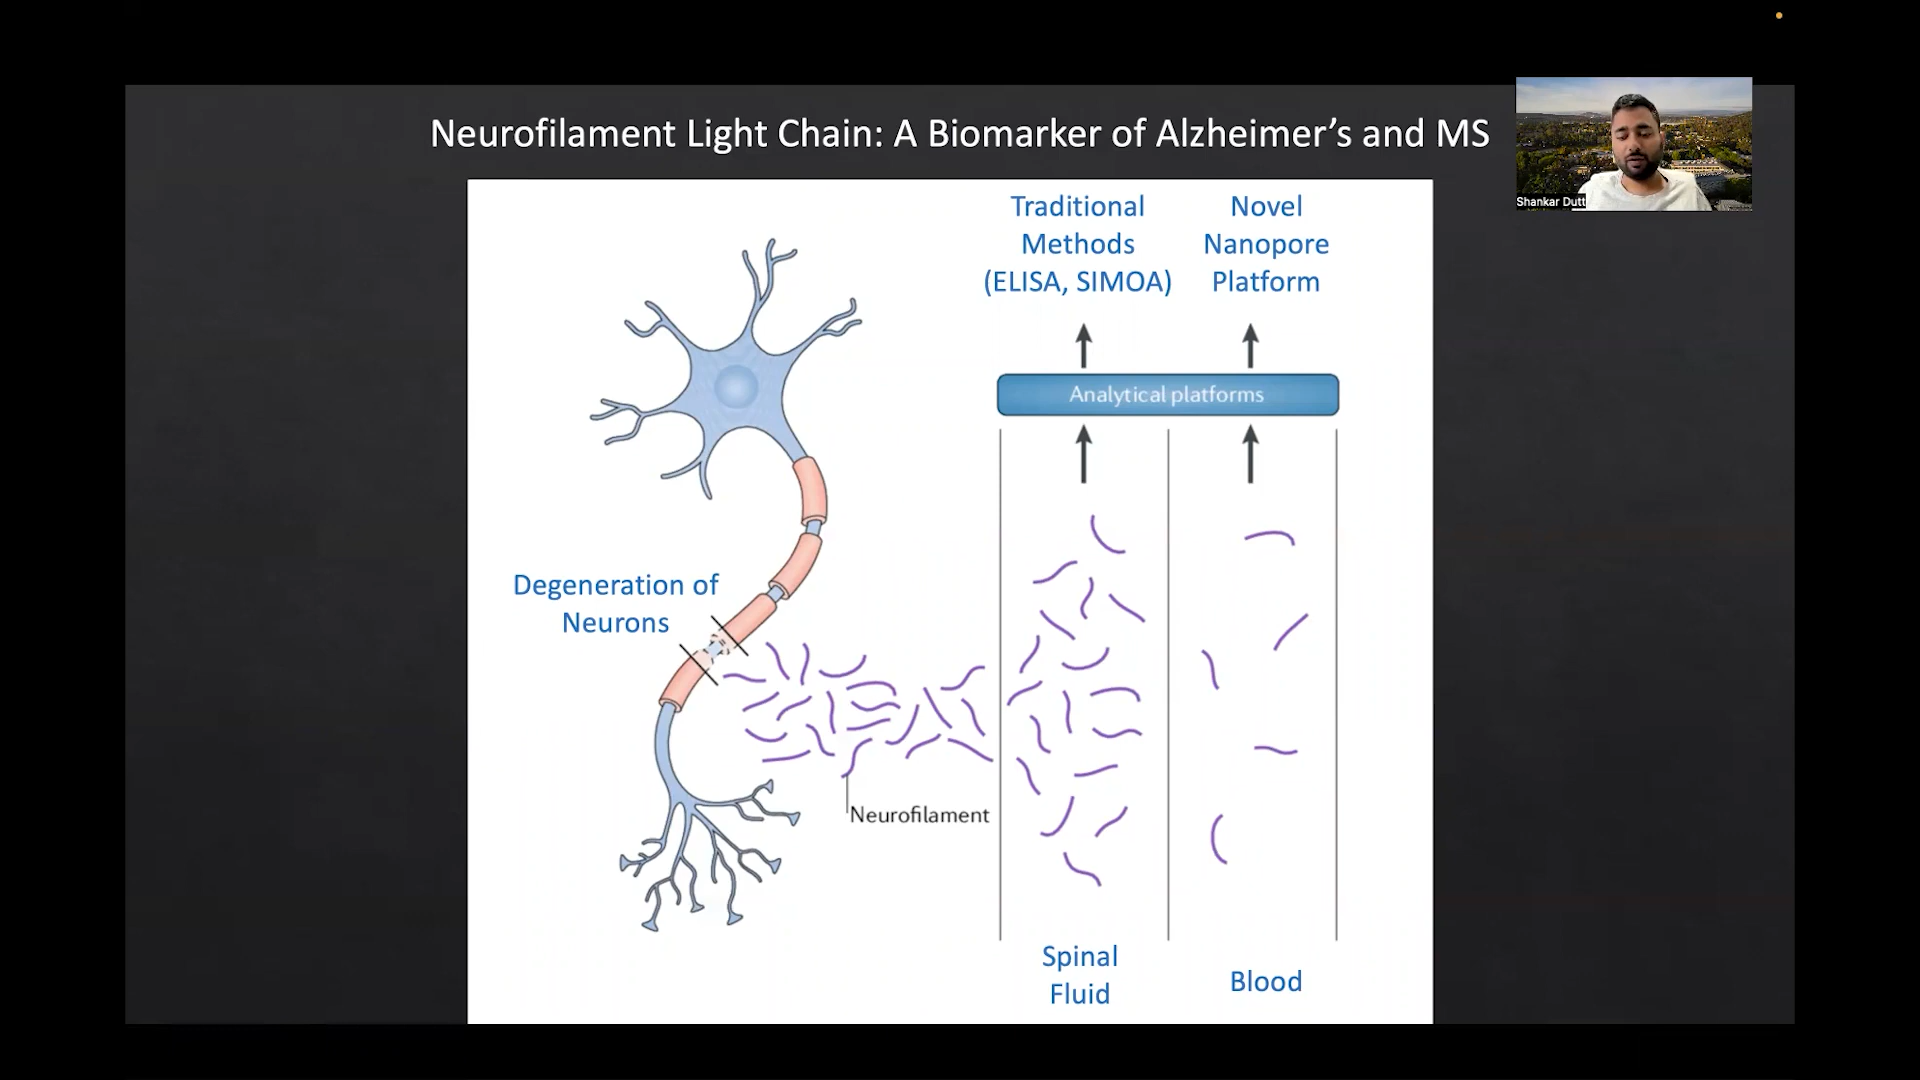 Neurofilament Light Chain: A Biomarker of Alzheimer’s and MS
Shankar Dutt
Traditional
Methods
(ELISA, SIMOA)
Novel
Nanopore
Platform
Analytical platforms
Degeneration of
Neurons
Neurofilament
Spinal
Fluid
Blood